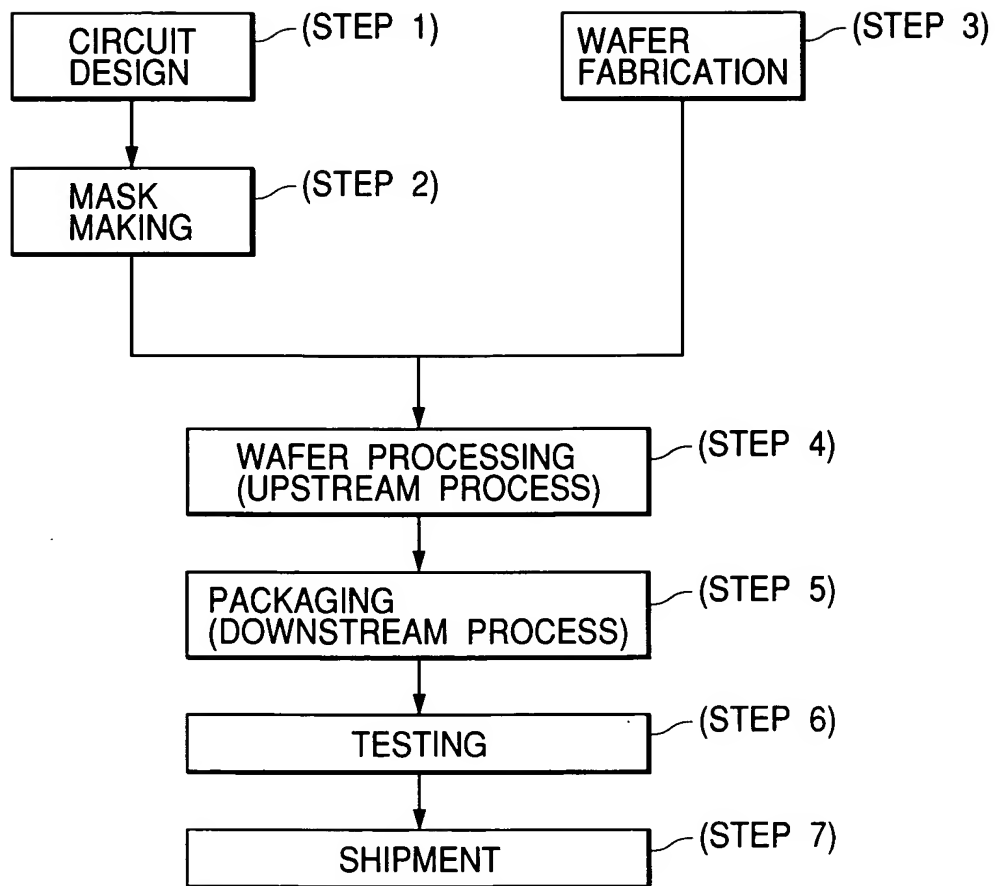 CIRCUIT
DESIGN
(STEP 1)
MASK
MAKING
(STEP 2)
WAFER
FABRICATION
(STEP 3)
WAFER PROCESSING
(UPSTREAM PROCESS)
(STEP 4)
PACKAGING
(DOWNSTREAM PROCESS)
(STEP 5)
TESTING
(STEP 6)
SHIPMENT
(STEP 7)